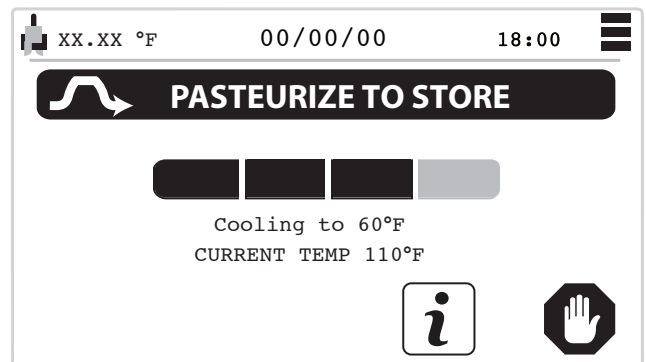 XX.XX °F 00/00/00 18:00
PASTEURIZE TO STORE
Cooling to 60°F
CURRENT TEMP 110°F
i